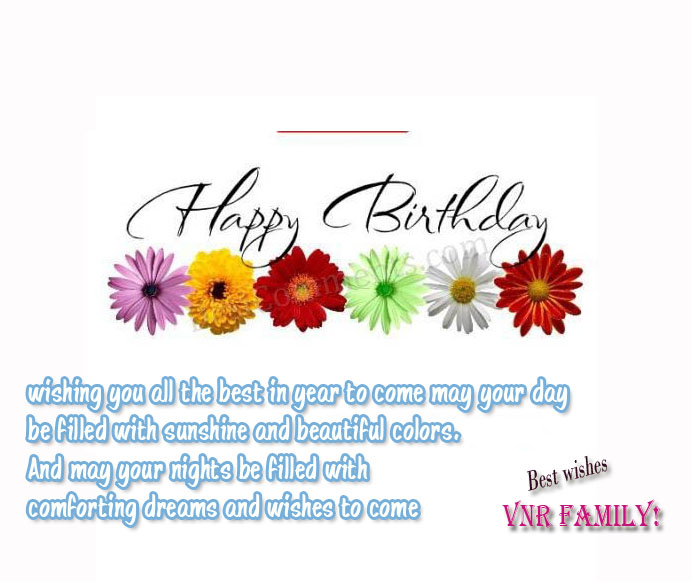 Happy Birthday
wishing you all the best in year to come may your day
be filled with sunshine and beautiful colors.
And may your nights be filled with
comforting dreams and wishes to come
Best wishes
VNR FAMILY!